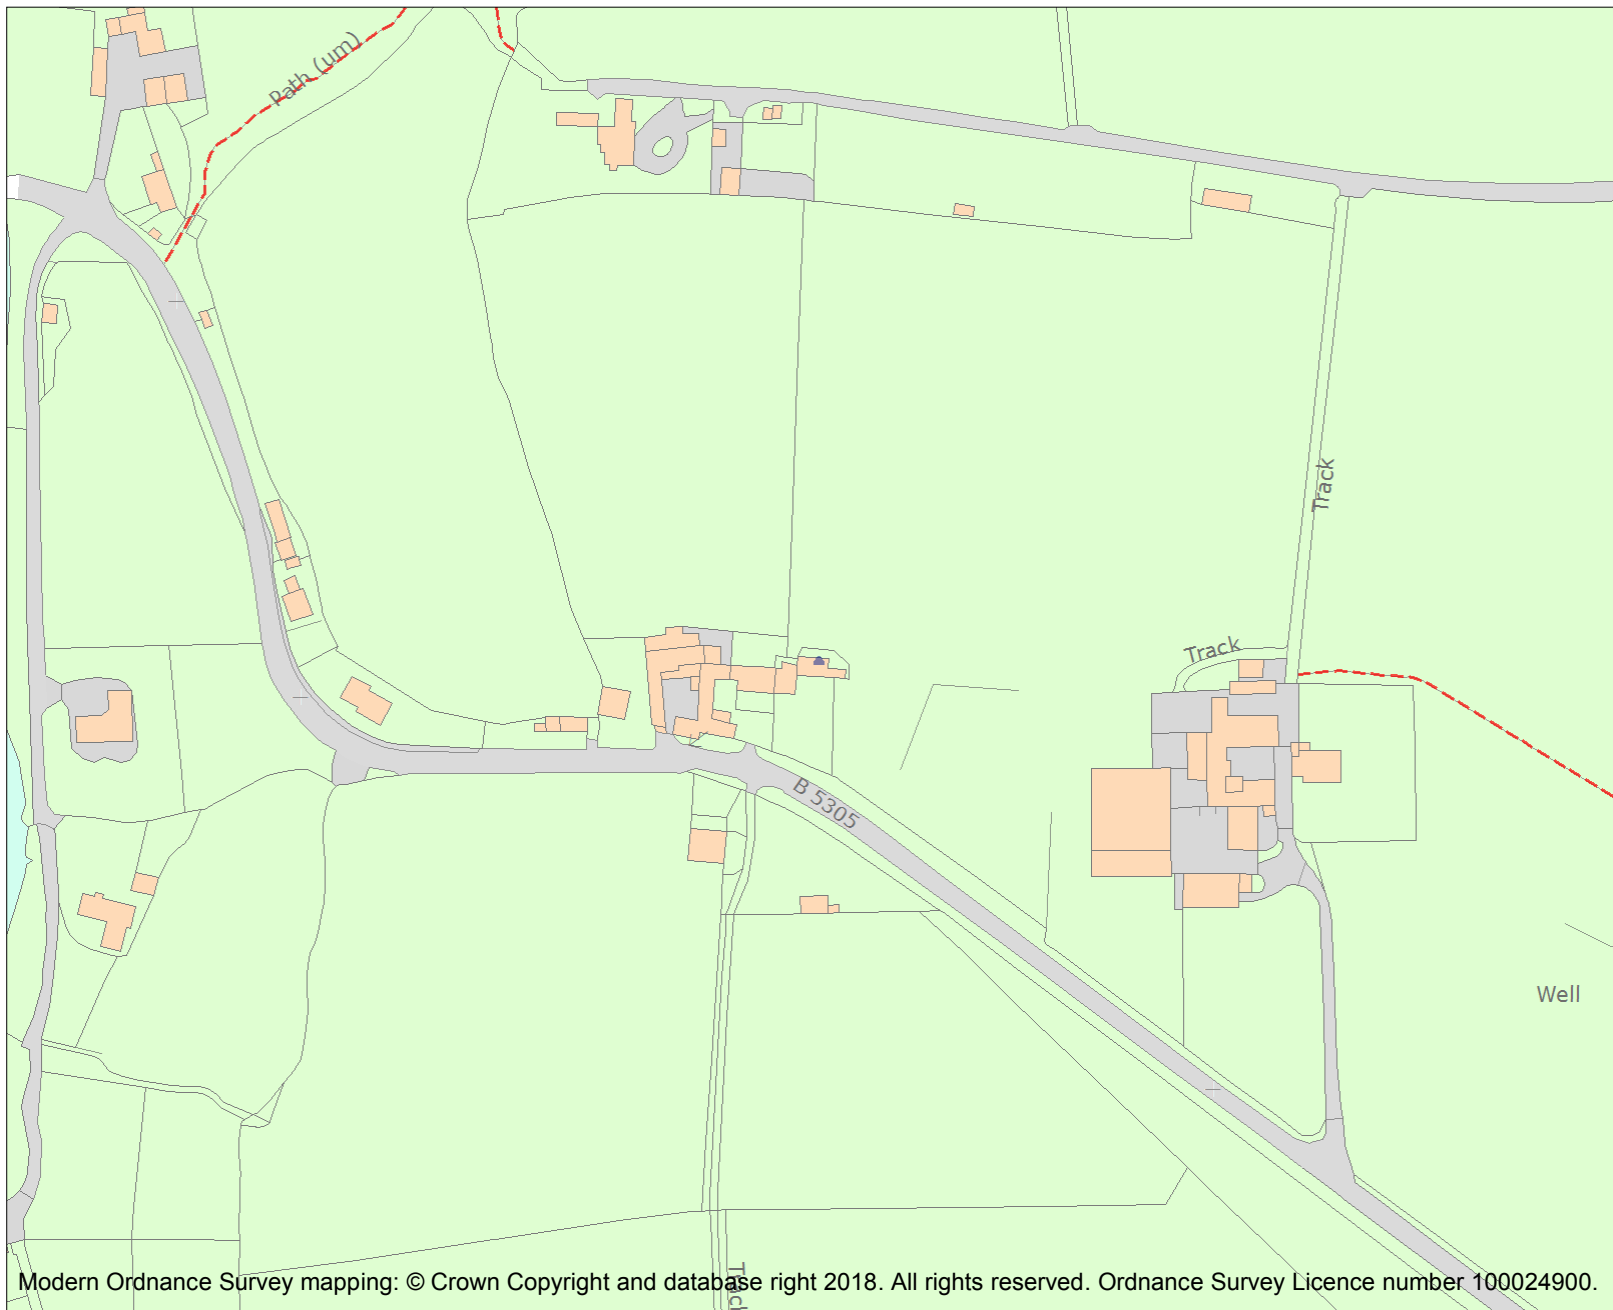 Path (um)
Track
Track
B 5305
Well
Track
Modern Ordnance Survey mapping: © Crown Copyright and database right 2018. All rights reserved. Ordnance Survey Licence number 100024900.